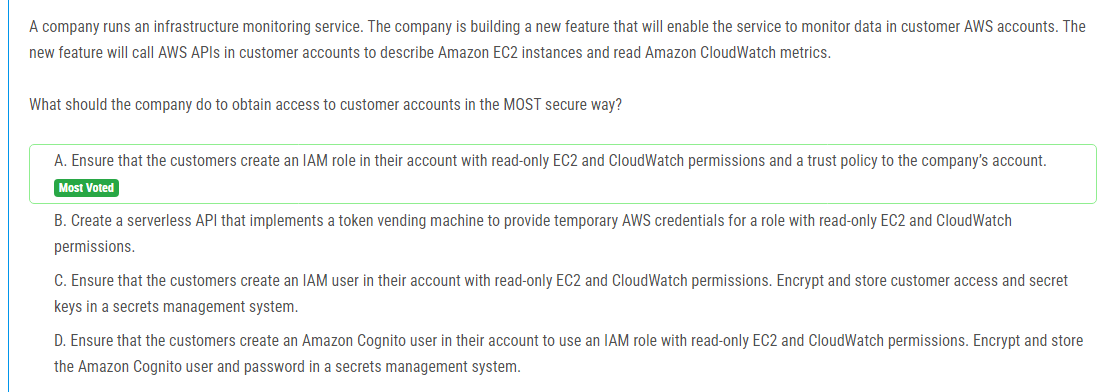 A company runs an infrastructure monitoring service. The company is building a new feature that will enable the service to monitor data in customer AWS accounts. The
new feature will call AWS APIs in customer accounts to describe Amazon EC2 instances and read Amazon CloudWatch metrics.
What should the company do to obtain access to customer accounts in the MOST secure way?
A. Ensure that the customers create an IAM role in their account with read-only EC2 and CloudWatch permissions and a trust policy to the company's account.
Most Voted
B. Create a serverless API that implements a token vending machine to provide temporary AWS credentials for a role with read-only EC2 and CloudWatch
permissions.
C. Ensure that the customers create an IAM user in their account with read-only EC2 and CloudWatch permissions. Encrypt and store customer access and secret
keys in a secrets management system.
D. Ensure that the customers create an Amazon Cognito user in their account to use an IAM role with read-only EC2 and CloudWatch permissions. Encrypt and store
the Amazon Cognito user and password in a secrets management system.